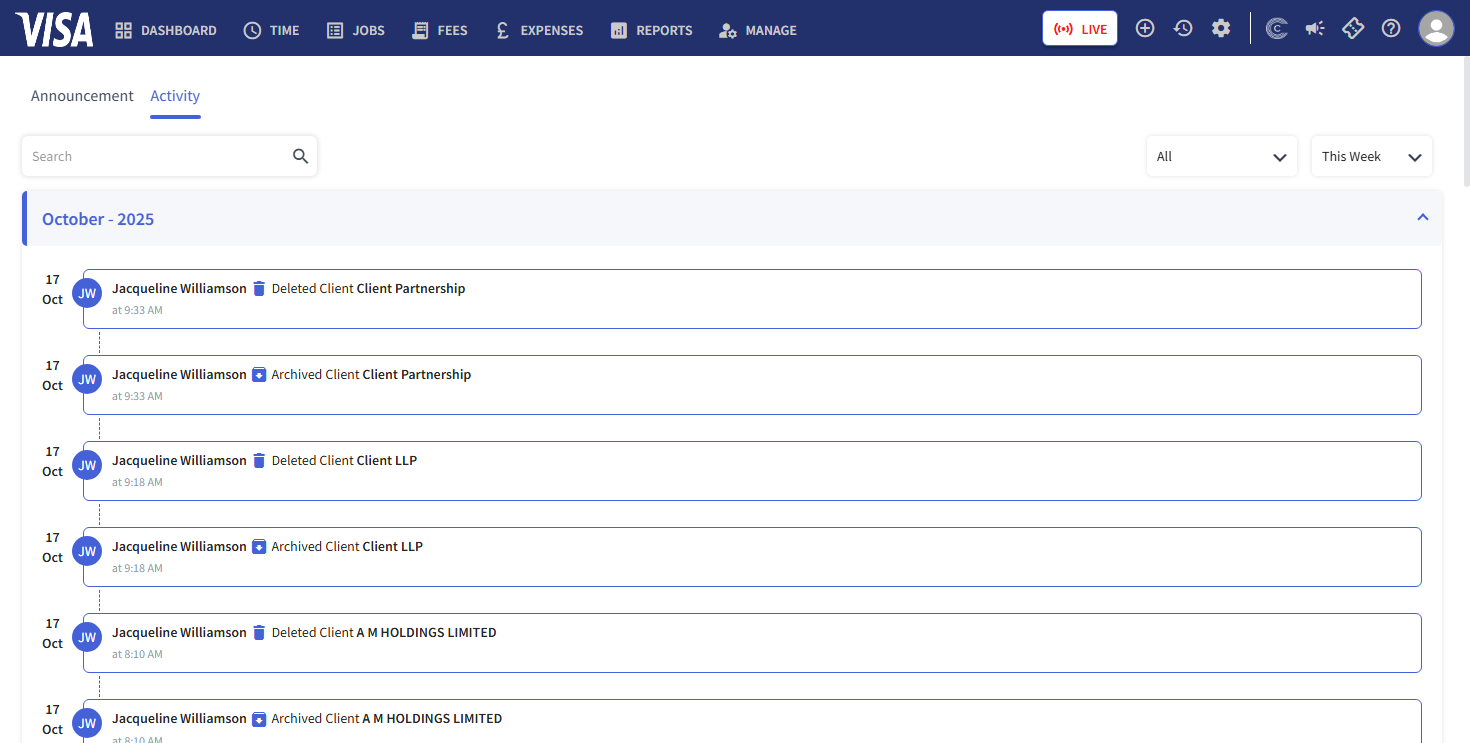 VISA DASHBOARD TIME JOBS FEES £ EXPENSES REPORTS MANAGE LIVE
Announcement Activity
Search All This Week
October - 2025
17 Oct
JW
Jacqueline Williamson Deleted Client Client Partnership
at 9:33 AM
17 Oct
JW
Jacqueline Williamson Archived Client Client Partnership
at 9:33 AM
17 Oct
JW
Jacqueline Williamson Deleted Client Client LLP
at 9:18 AM
17 Oct
JW
Jacqueline Williamson Archived Client Client LLP
at 9:18 AM
17 Oct
JW
Jacqueline Williamson Deleted Client A M HOLDINGS LIMITED
at 8:10 AM
17 Oct
JW
Jacqueline Williamson Archived Client A M HOLDINGS LIMITED
at 8:10 AM